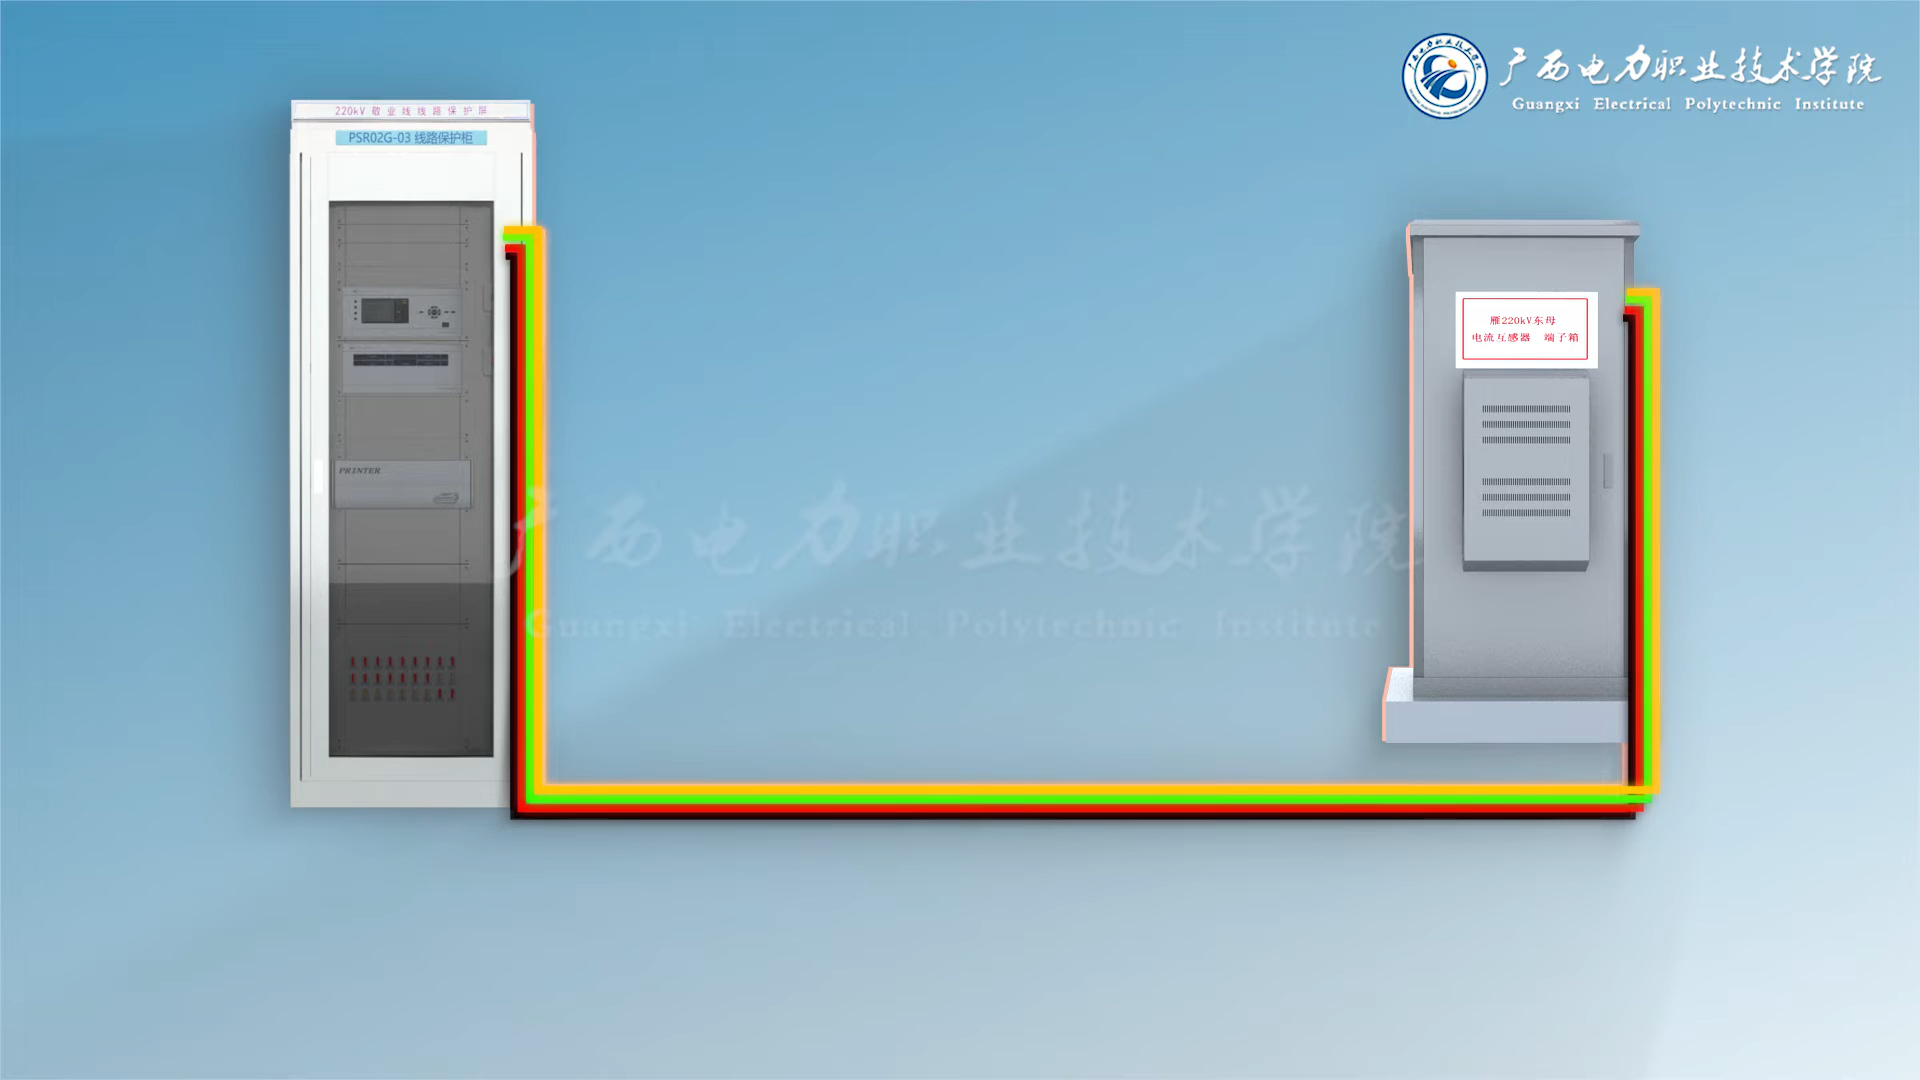 广西电力职业技术学院
Guangxi Electrical Polytechnic Institute
220kV 敬业线线路保护屏
PSR02G-03 线路保护柜
雁220kV东母
电流互感器 端子箱
PRINTER
广西电力职业技术学院
Guangxi Electrical Polytechnic Institute